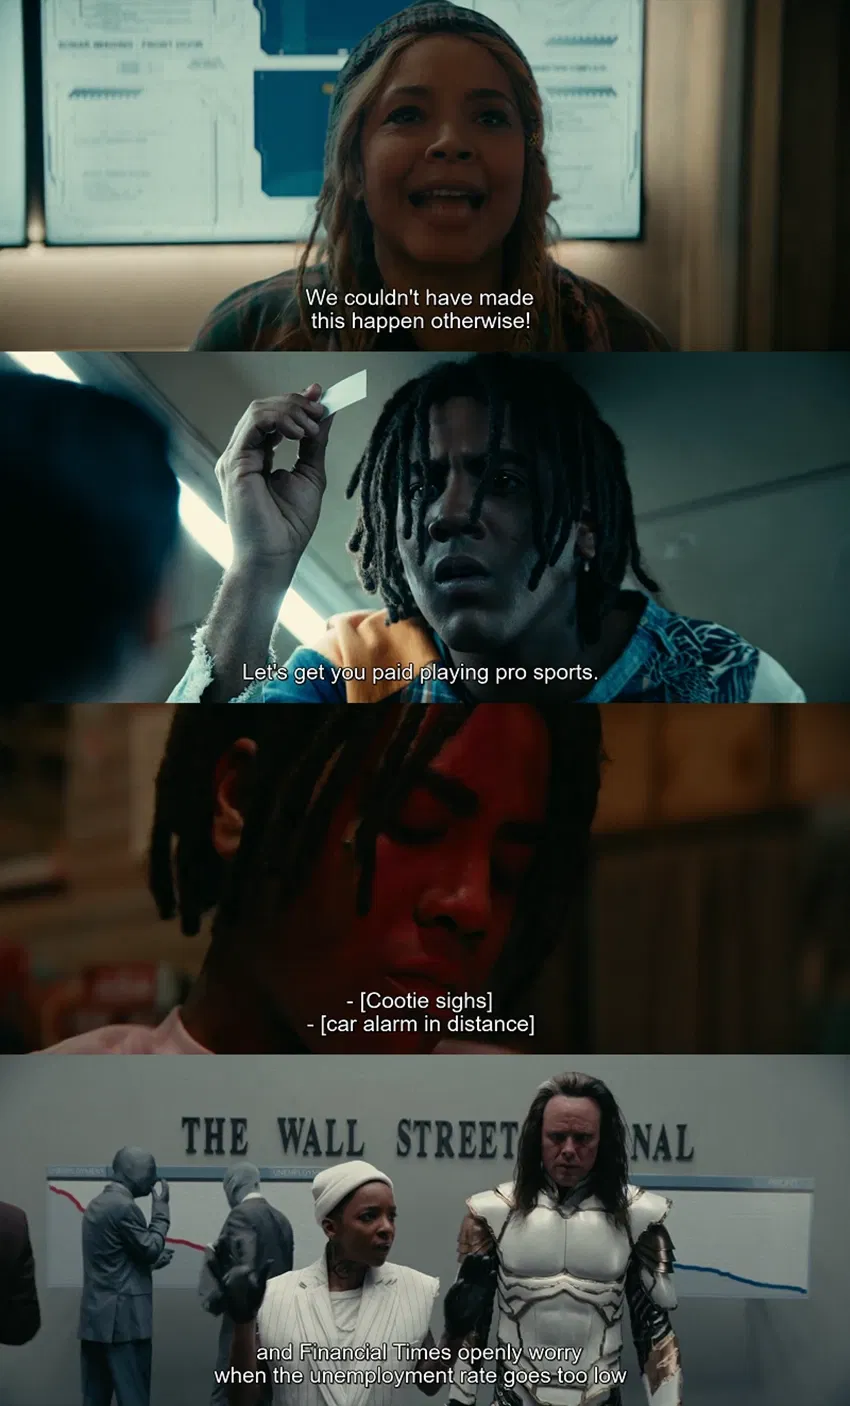 We couldn't have made
this happen otherwise!
Let's get you paid playing pro sports.
- [Cootie sighs]
- [car alarm in distance]
THE WALL STREET
NAL
UNEMPLOYMENT
and Financial Times openly worry
when the unemployment rate goes too low